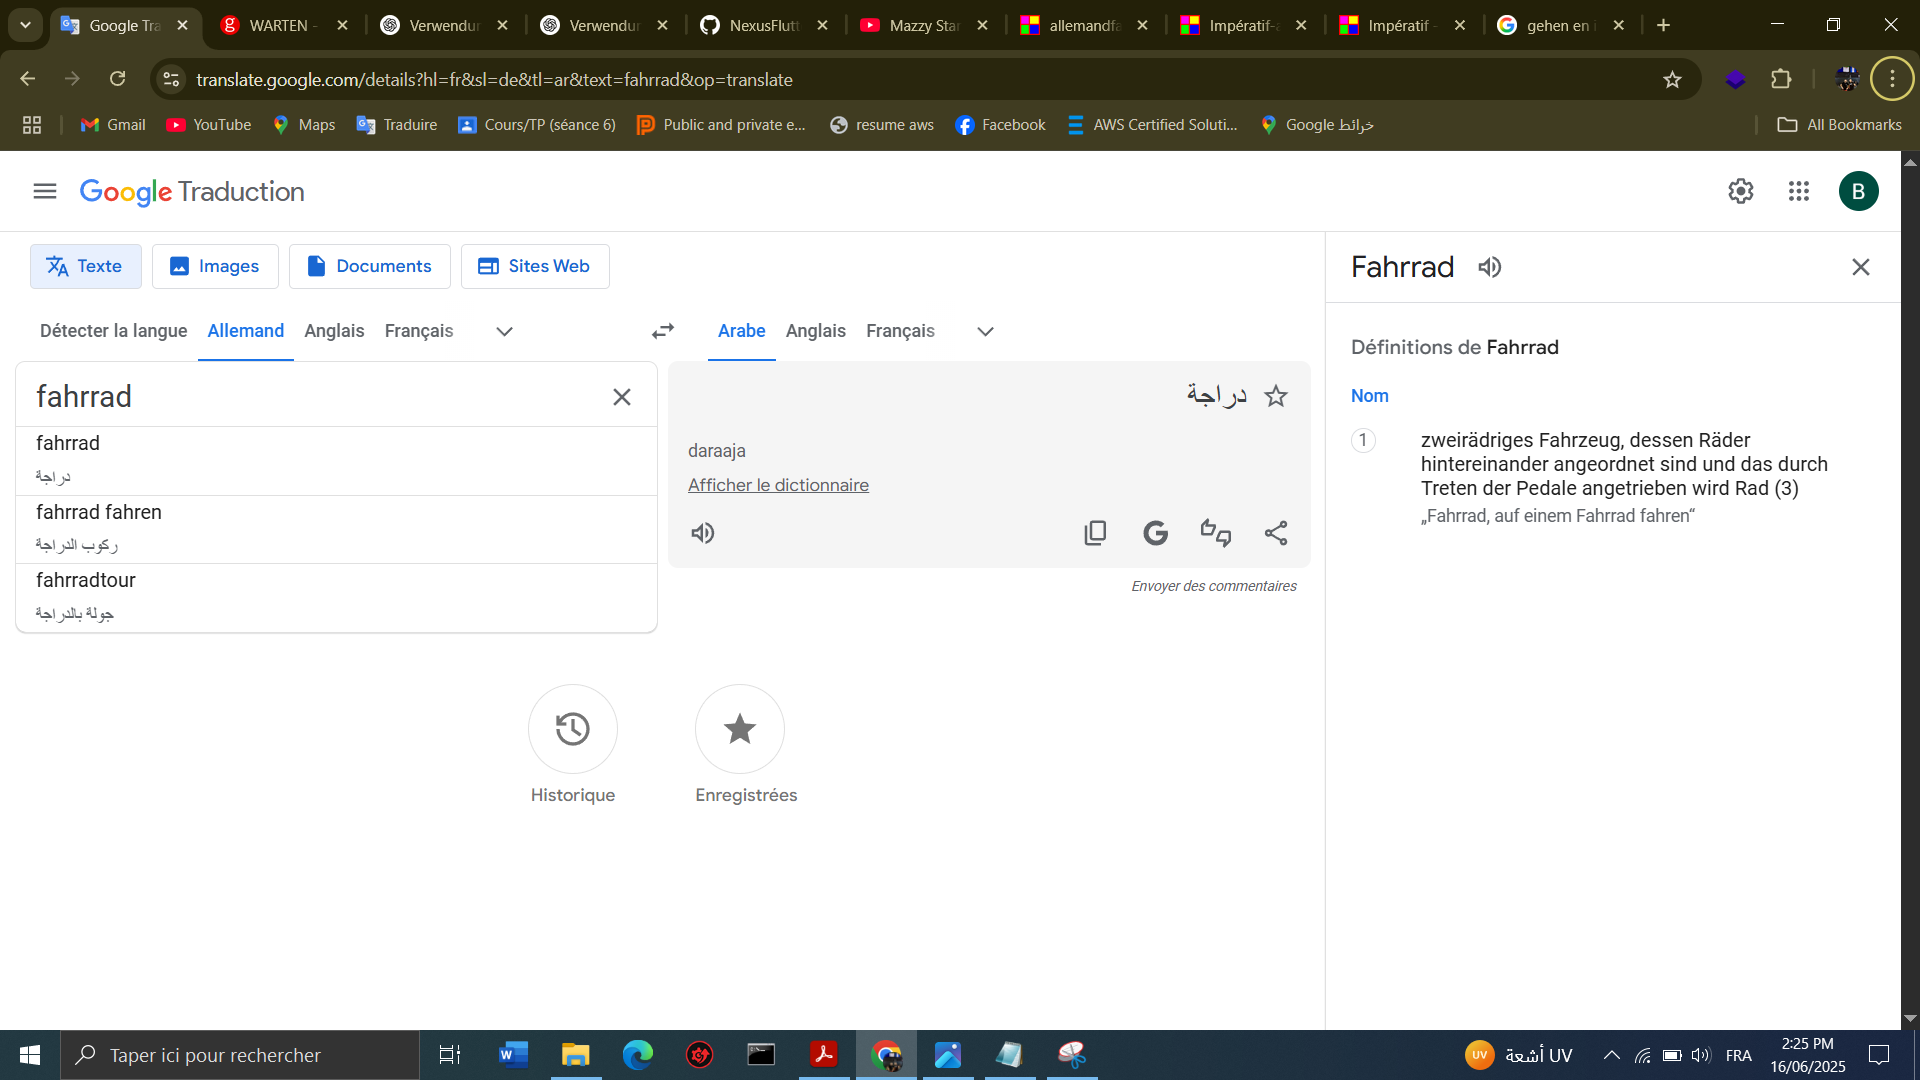 Google Tra
WARTEN -
Verwendur
Verwendur
NexusFlutt
Mazzy Star
allemandfa
Impératif-a
Impératif -
gehen en i
translate.google.com/details?hl=fr&sl=de&tl=ar&text=fahrrad&op=translate
Gmail
YouTube
Maps
Traduire
Cours/TP (séance 6)
Public and private e...
resume aws
Facebook
AWS Certified Soluti...
خرائط Google
All Bookmarks
Google Traduction
B
Texte
Images
Documents
Sites Web
Détecter la langue
Allemand
Anglais
Français
Arabe
Anglais
Français
fahrrad
fahrrad
دراجة
fahrrad fahren
ركوب الدراجة
fahrradtour
جولة بالدراجة
دراجة
daraaja
Afficher le dictionnaire
Envoyer des commentaires
Historique
Enregistrées
Fahrrad
Définitions de Fahrrad
Nom
1
zweirädriges Fahrzeug, dessen Räder
hintereinander angeordnet sind und das durch
Treten der Pedale angetrieben wird Rad (3)
„Fahrrad, auf einem Fahrrad fahren“
Taper ici pour rechercher
UV
أشعة UV
FRA
2:25 PM
16/06/2025